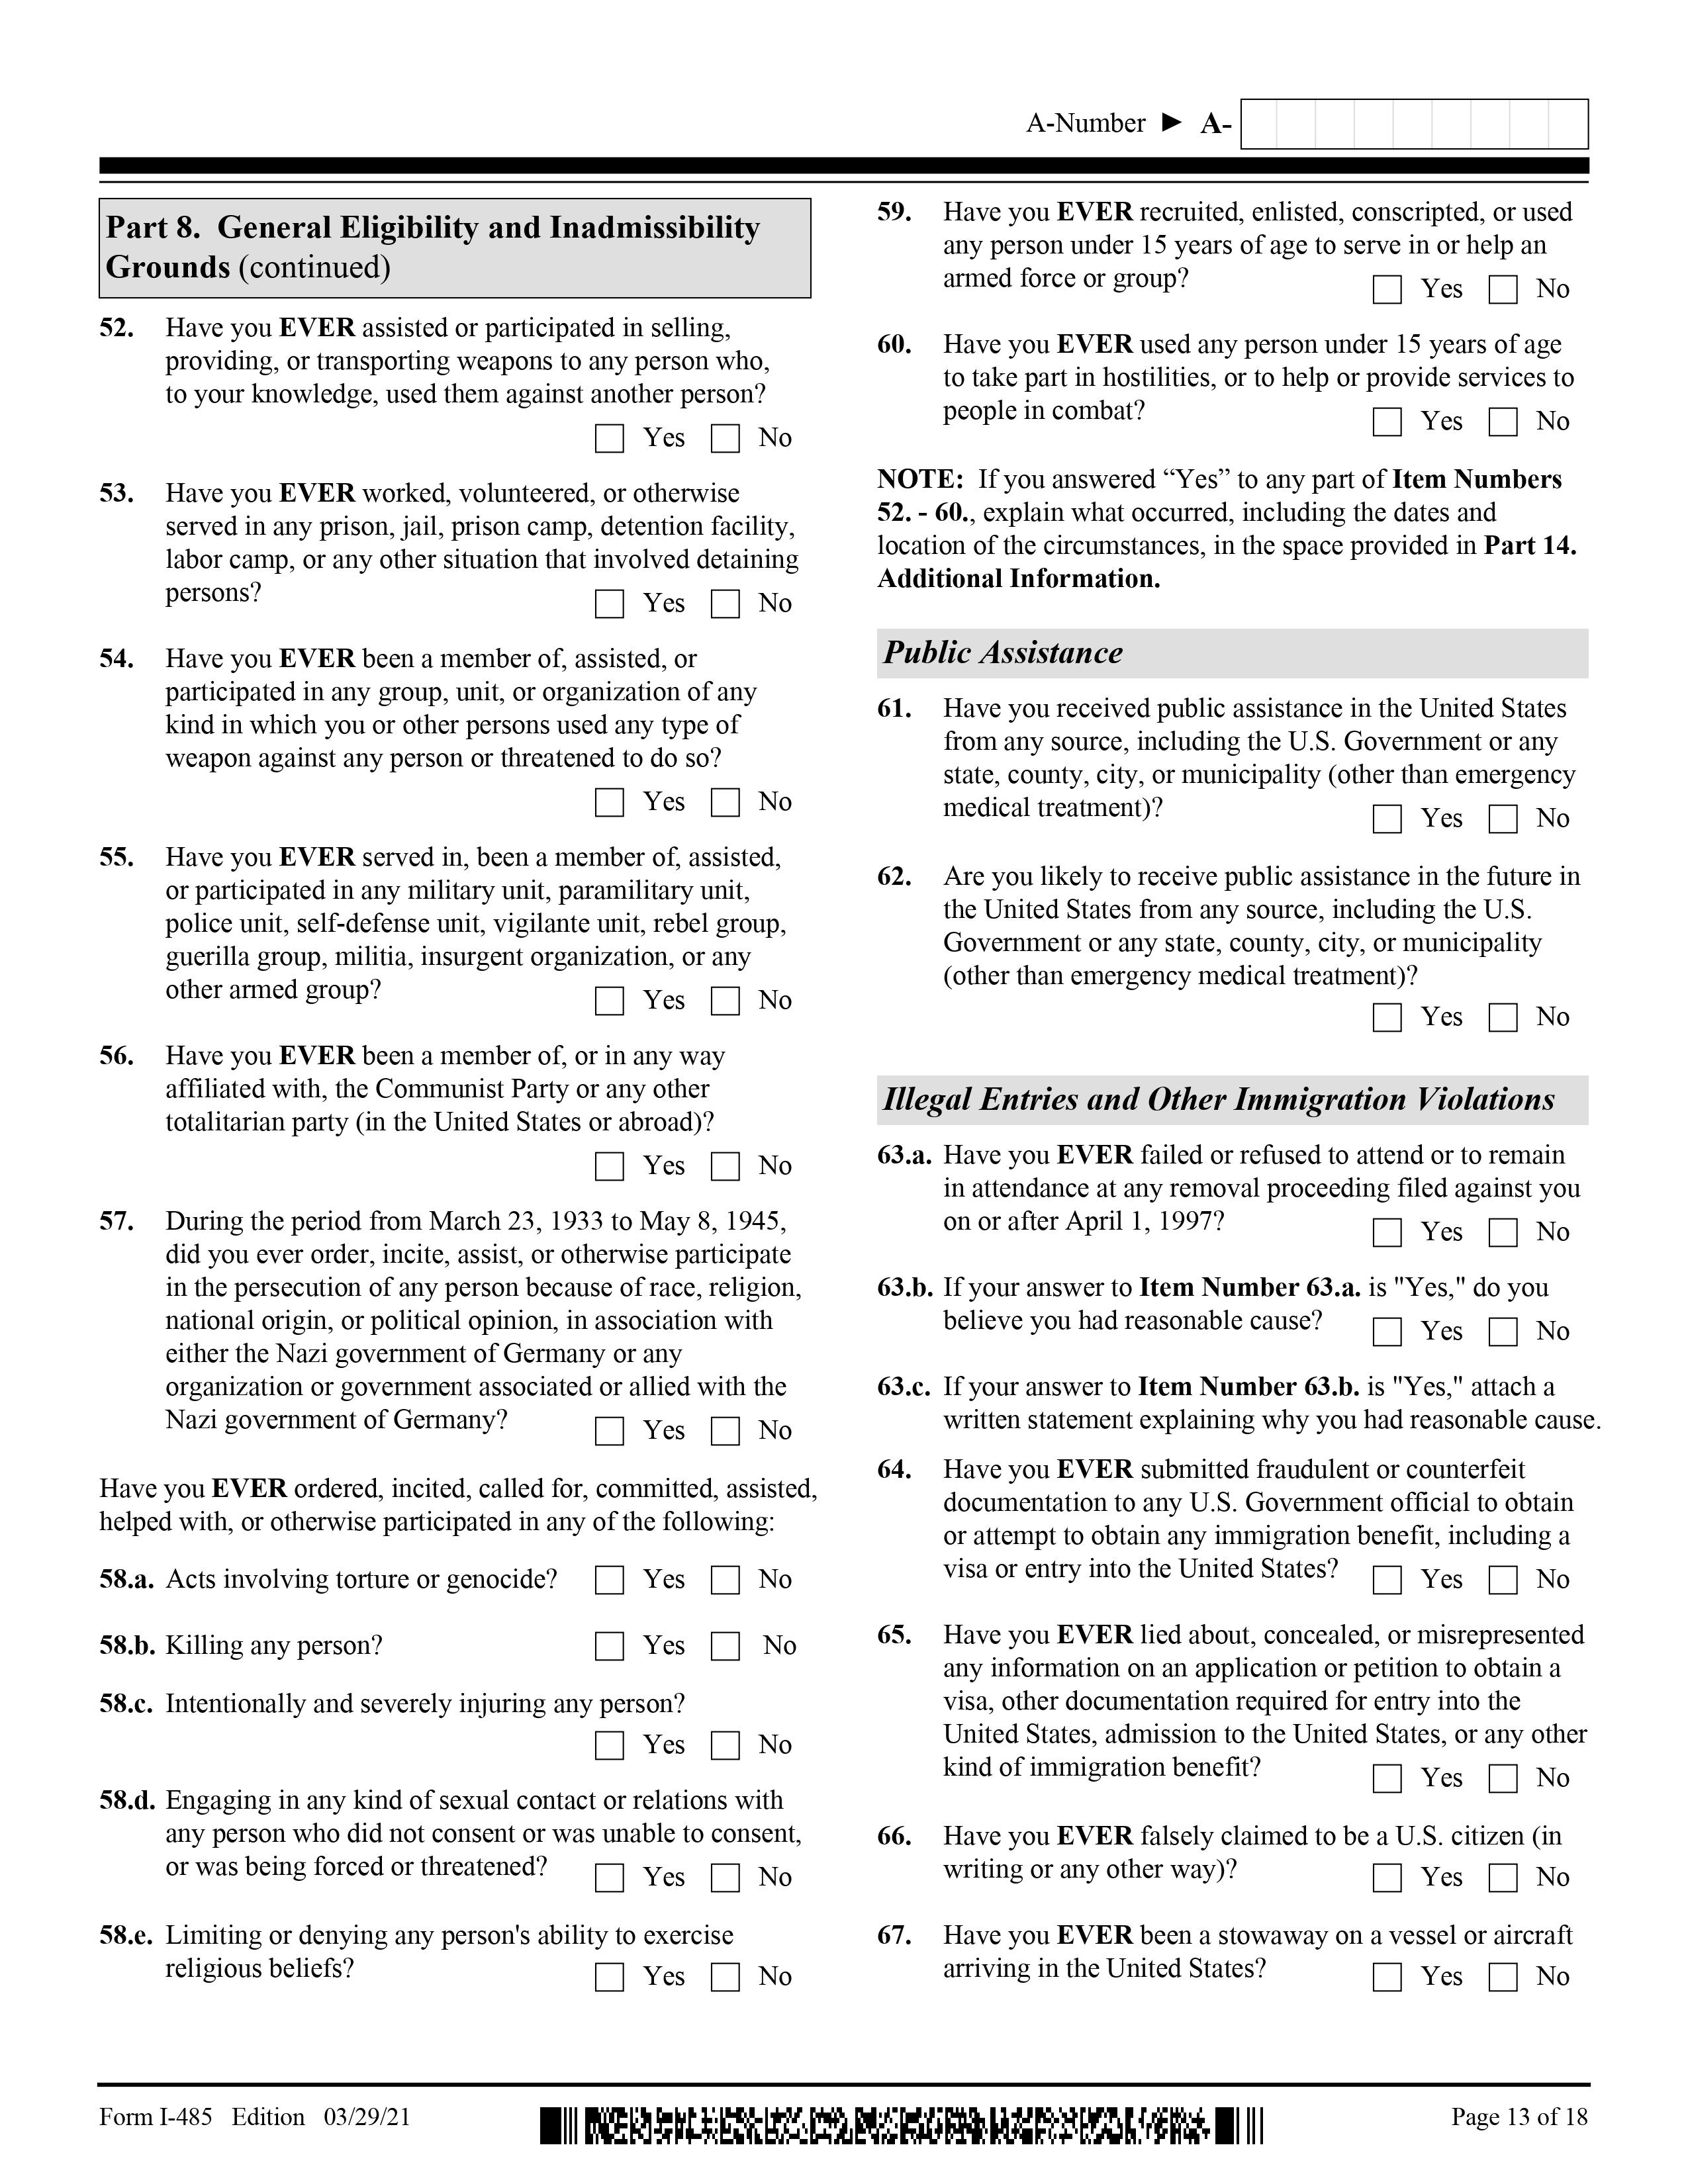 A-Number ► A-
Part 8. General Eligibility and Inadmissibility
Grounds (continued)
52. Have you EVER assisted or participated in selling,
providing, or transporting weapons to any person who,
to your knowledge, used them against another person?
Yes No
53. Have you EVER worked, volunteered, or otherwise
served in any prison, jail, prison camp, detention facility,
labor camp, or any other situation that involved detaining
persons? Yes No
54. Have you EVER been a member of, assisted, or
participated in any group, unit, or organization of any
kind in which you or other persons used any type of
weapon against any person or threatened to do so?
Yes No
55. Have you EVER served in, been a member of, assisted,
or participated in any military unit, paramilitary unit,
police unit, self-defense unit, vigilante unit, rebel group,
guerilla group, militia, insurgent organization, or any
other armed group? Yes No
56. Have you EVER been a member of, or in any way
affiliated with, the Communist Party or any other
totalitarian party (in the United States or abroad)?
Yes No
57. During the period from March 23, 1933 to May 8, 1945,
did you ever order, incite, assist, or otherwise participate
in the persecution of any person because of race, religion,
national origin, or political opinion, in association with
either the Nazi government of Germany or any
organization or government associated or allied with the
Nazi government of Germany? Yes No
Have you EVER ordered, incited, called for, committed, assisted,
helped with, or otherwise participated in any of the following:
58.a. Acts involving torture or genocide? Yes No
58.b. Killing any person? Yes No
58.c. Intentionally and severely injuring any person?
Yes No
58.d. Engaging in any kind of sexual contact or relations with
any person who did not consent or was unable to consent,
or was being forced or threatened? Yes No
58.e. Limiting or denying any person's ability to exercise
religious beliefs? Yes No
59. Have you EVER recruited, enlisted, conscripted, or used
any person under 15 years of age to serve in or help an
armed force or group? Yes No
60. Have you EVER used any person under 15 years of age
to take part in hostilities, or to help or provide services to
people in combat? Yes No
NOTE: If you answered “Yes” to any part of Item Numbers
52. - 60., explain what occurred, including the dates and
location of the circumstances, in the space provided in Part 14.
Additional Information.
Public Assistance
61. Have you received public assistance in the United States
from any source, including the U.S. Government or any
state, county, city, or municipality (other than emergency
medical treatment)? Yes No
62. Are you likely to receive public assistance in the future in
the United States from any source, including the U.S.
Government or any state, county, city, or municipality
(other than emergency medical treatment)?
Yes No
Illegal Entries and Other Immigration Violations
63.a. Have you EVER failed or refused to attend or to remain
in attendance at any removal proceeding filed against you
on or after April 1, 1997? Yes No
63.b. If your answer to Item Number 63.a. is "Yes," do you
believe you had reasonable cause? Yes No
63.c. If your answer to Item Number 63.b. is "Yes," attach a
written statement explaining why you had reasonable cause.
64. Have you EVER submitted fraudulent or counterfeit
documentation to any U.S. Government official to obtain
or attempt to obtain any immigration benefit, including a
visa or entry into the United States? Yes No
65. Have you EVER lied about, concealed, or misrepresented
any information on an application or petition to obtain a
visa, other documentation required for entry into the
United States, admission to the United States, or any other
kind of immigration benefit? Yes No
66. Have you EVER falsely claimed to be a U.S. citizen (in
writing or any other way)? Yes No
67. Have you EVER been a stowaway on a vessel or aircraft
arriving in the United States? Yes No
Form I-485 Edition 03/29/21 Page 13 of 18